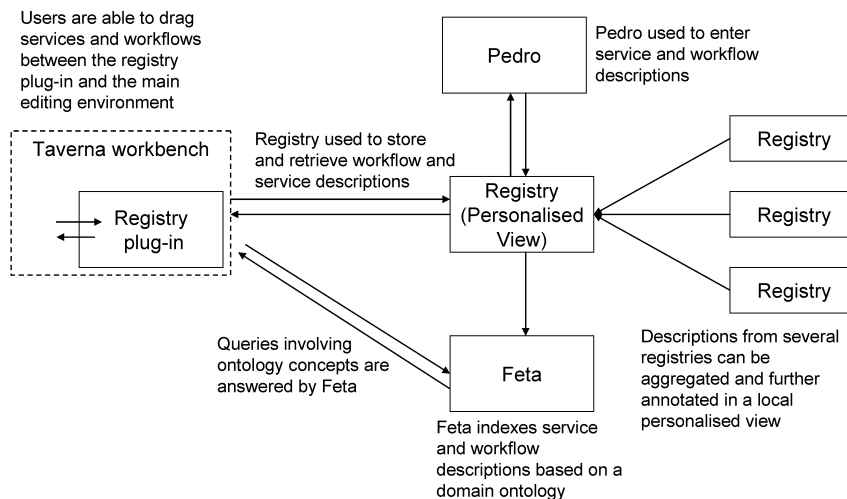 Users are able to drag
services and workflows
between the registry
plug-in and the main
editing environment
Pedro
Pedro used to enter
service and workflow
descriptions
Taverna workbench
Registry
plug-in
Registry used to store
and retrieve workflow and
service descriptions
Registry
(Personalised
View)
Registry
Registry
Registry
Queries involving
ontology concepts are
answered by Feta
Feta
Feta indexes service
and workflow
descriptions based on a
domain ontology
Descriptions from several
registries can be
aggregated and further
annotated in a local
personalised view